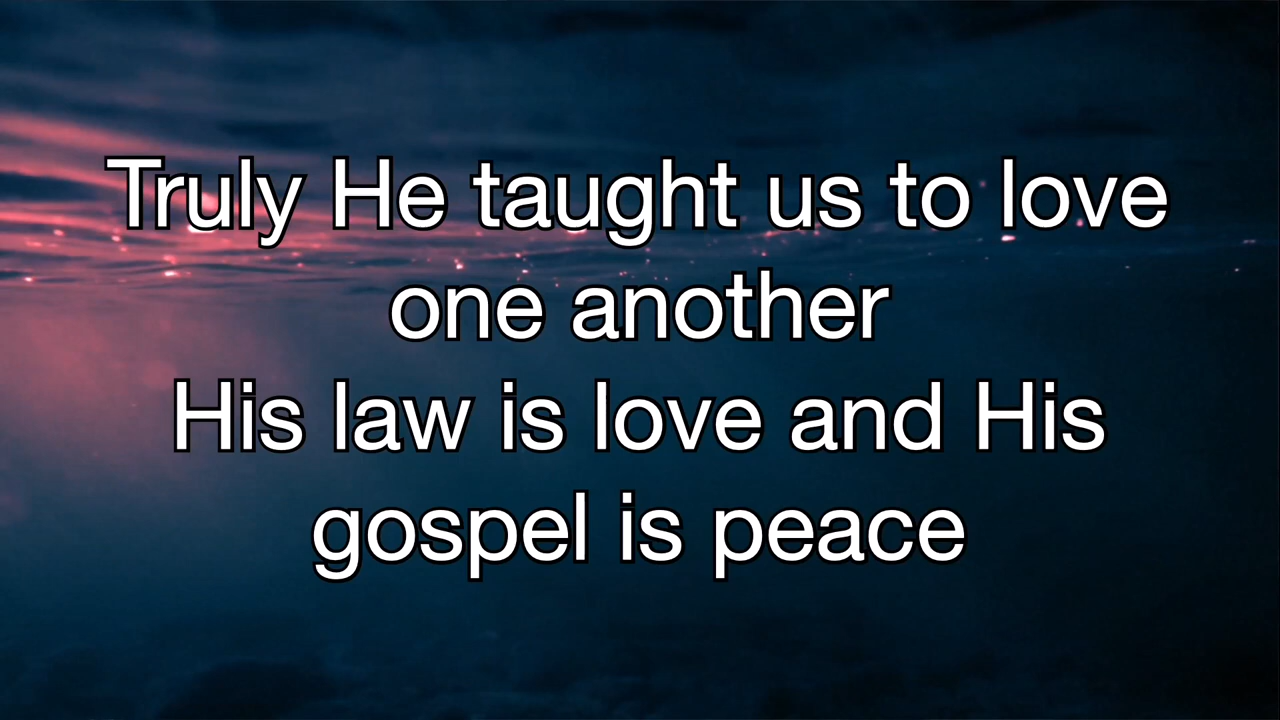 Truly He taught us to love
one another
His law is love and His
gospel is peace